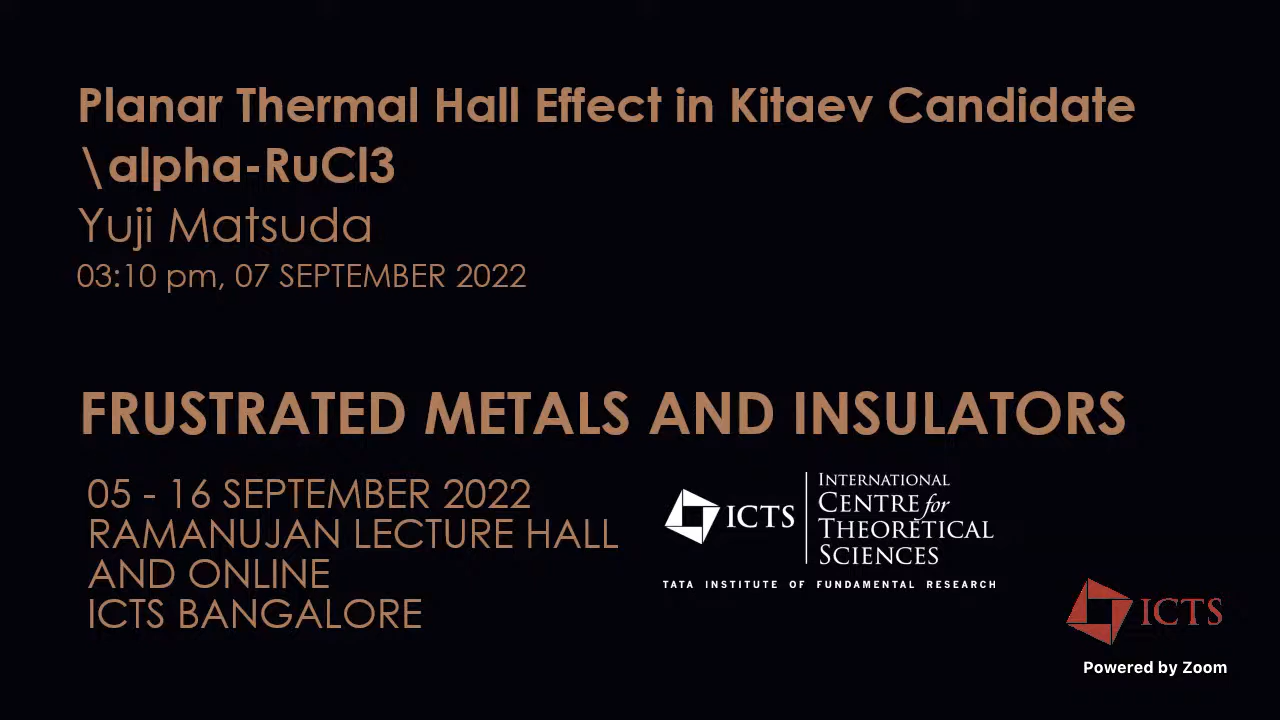 Planar Thermal Hall Effect in Kitaev Candidate
\alpha-RuCl3
Yuji Matsuda
03:10 pm, 07 SEPTEMBER 2022
FRUSTRATED METALS AND INSULATORS
05 - 16 SEPTEMBER 2022
RAMANUJAN LECTURE HALL
AND ONLINE
ICTS BANGALORE
ICTS
INTERNATIONAL
CENTRE for
THEORETICAL
SCIENCES
TATA INSTITUTE OF FUNDAMENTAL RESEARCH
ICTS
Powered by Zoom